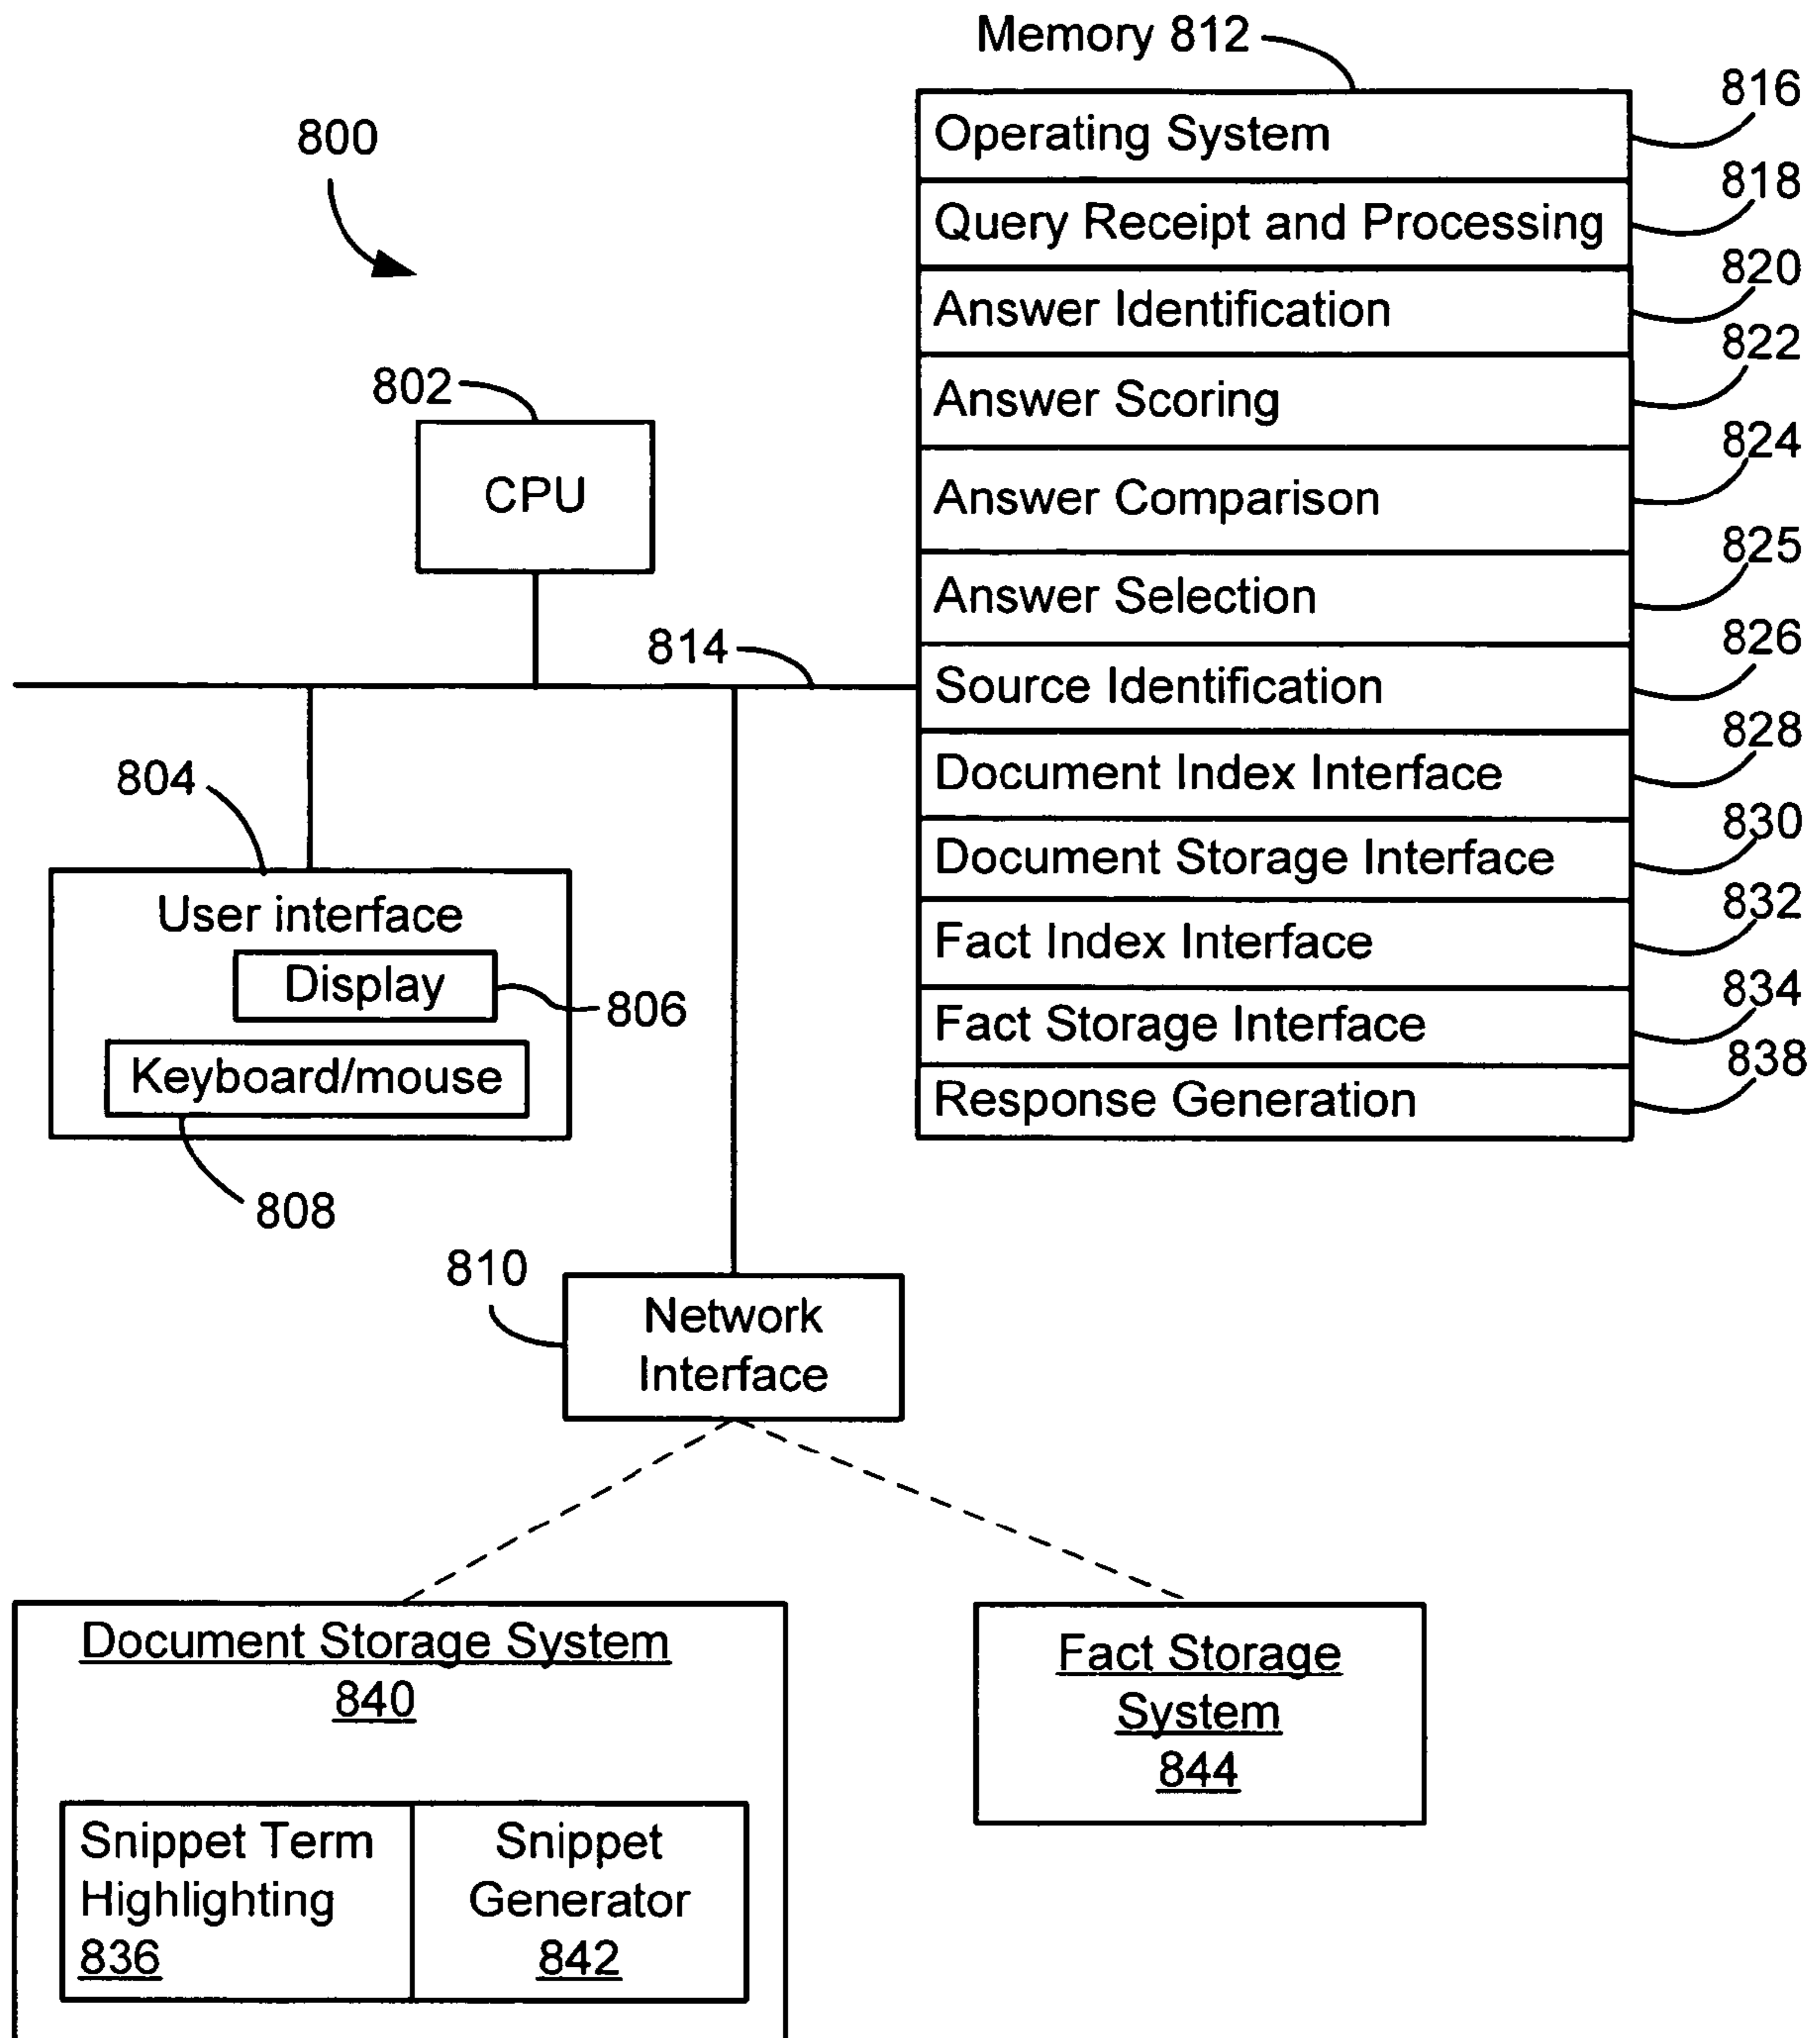 Memory 812
800
Operating System
816
Query Receipt and Processing
818
Answer Identification
820
Answer Scoring
822
Answer Comparison
824
Answer Selection
825
Source Identification
826
Document Index Interface
828
Document Storage Interface
830
Fact Index Interface
832
Fact Storage Interface
834
Response Generation
838
802
CPU
814
804
User interface
Display
806
Keyboard/mouse
808
810
Network
Interface
Document Storage System
840
Snippet Term
Highlighting
836
Snippet
Generator
842
Fact Storage
System
844